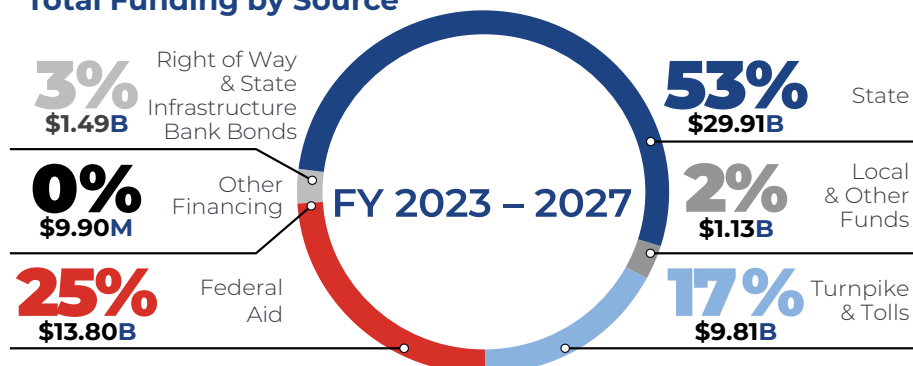 Total Funding by Source
3%
$1.49B
Right of Way
& State
Infrastructure
Bank Bonds
0%
$9.90M
Other
Financing
25%
$13.80B
Federal
Aid
FY 2023 – 2027
53%
$29.91B
State
2%
$1.13B
Local
& Other
Funds
17%
$9.81B
Turnpike
& Tolls